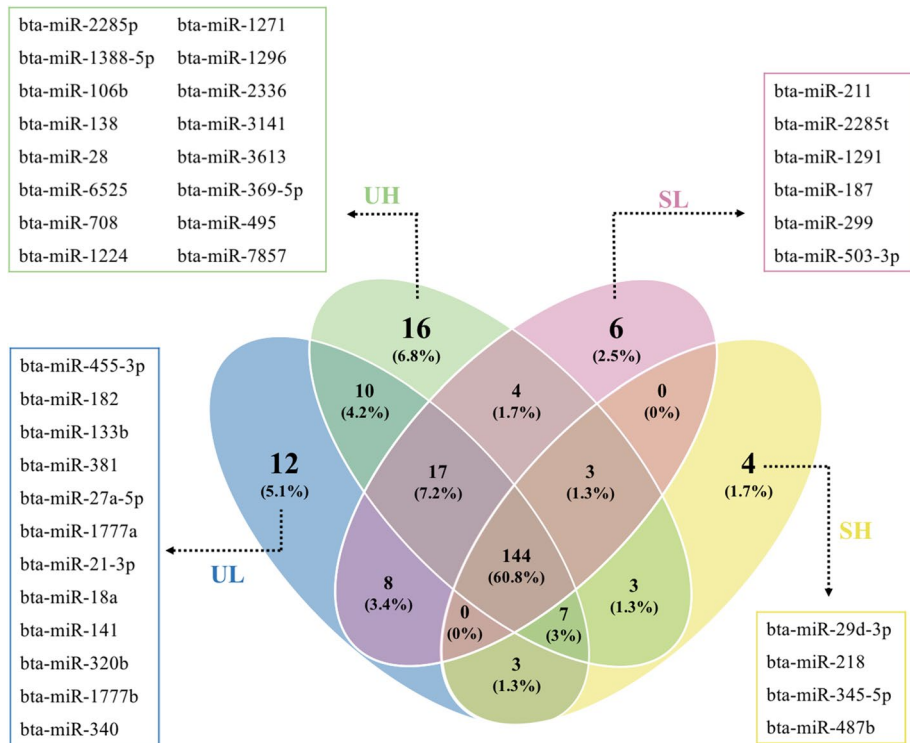 bta-miR-2285p bta-miR-1271
bta-miR-1388-5p bta-miR-1296
bta-miR-106b bta-miR-2336
bta-miR-138 bta-miR-3141
bta-miR-28 bta-miR-3613
bta-miR-6525 bta-miR-369-5p
bta-miR-708 bta-miR-495
bta-miR-1224 bta-miR-7857
bta-miR-211
bta-miR-2285t
bta-miR-1291
bta-miR-187
bta-miR-299
bta-miR-503-3p
UH
SL
16
(6.8%)
6
(2.5%)
10
(4.2%)
4
(1.7%)
0
(0%)
12
(5.1%)
17
(7.2%)
3
(1.3%)
4
(1.7%)
144
(60.8%)
8
(3.4%)
3
(1.3%)
0
(0%)
7
(3%)
3
(1.3%)
UL
SH
bta-miR-455-3p
bta-miR-182
bta-miR-133b
bta-miR-381
bta-miR-27a-5p
bta-miR-1777a
bta-miR-21-3p
bta-miR-18a
bta-miR-141
bta-miR-320b
bta-miR-1777b
bta-miR-340
bta-miR-29d-3p
bta-miR-218
bta-miR-345-5p
bta-miR-487b